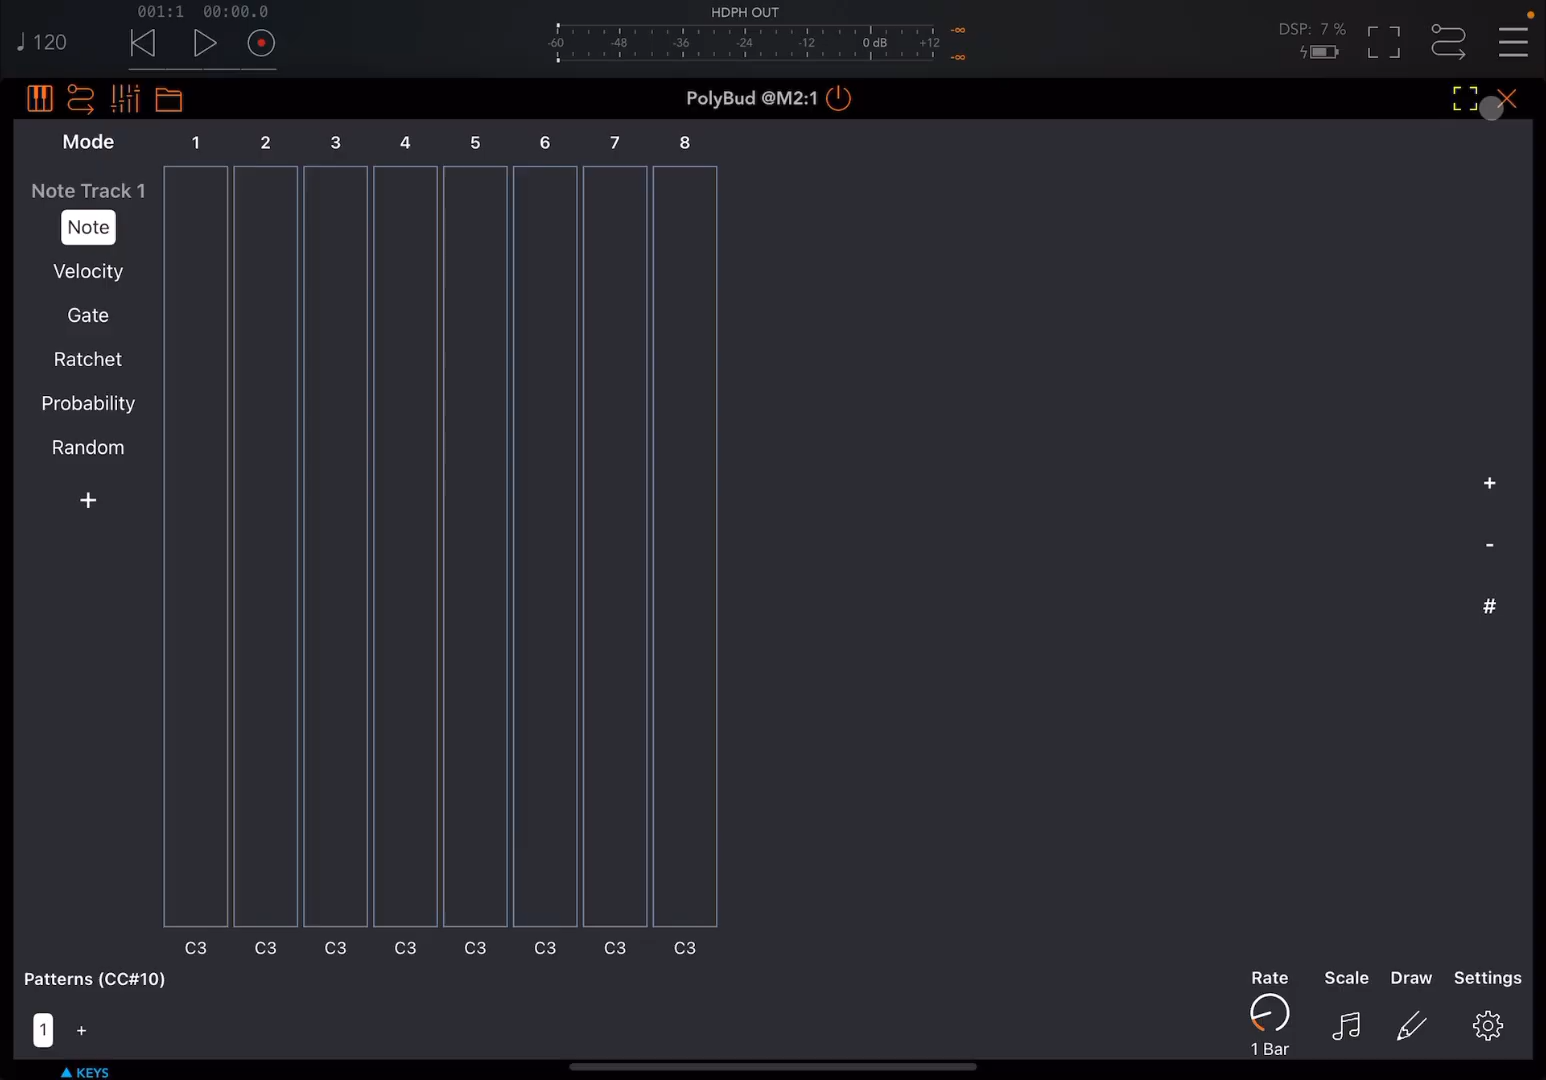 001:1 00:00.0
HDPH OUT
120
-60 -48 -36 -24 -12 0 dB +12
-∞
-∞
DSP: 7 %
PolyBud @M2:1
Mode 1 2 3 4 5 6 7 8
Note Track 1
Note
Velocity
Gate
Ratchet
Probability
Random
+
+
-
#
C3 C3 C3 C3 C3 C3 C3 C3
Patterns (CC#10)
1 +
Rate Scale Draw Settings
1 Bar
▲ KEYS